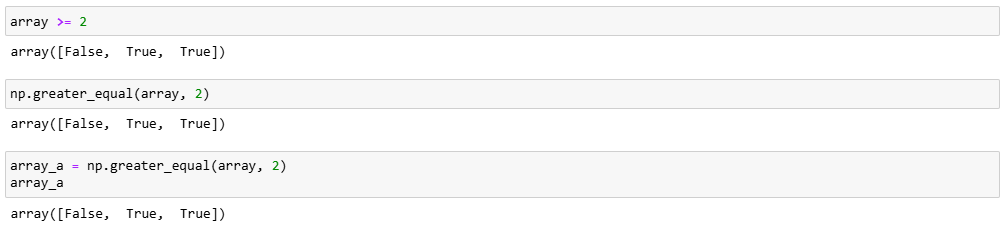 array >= 2
array([False,  True,  True])
np.greater_equal(array, 2)
array([False,  True,  True])
array_a = np.greater_equal(array, 2)
array_a
array([False,  True,  True])